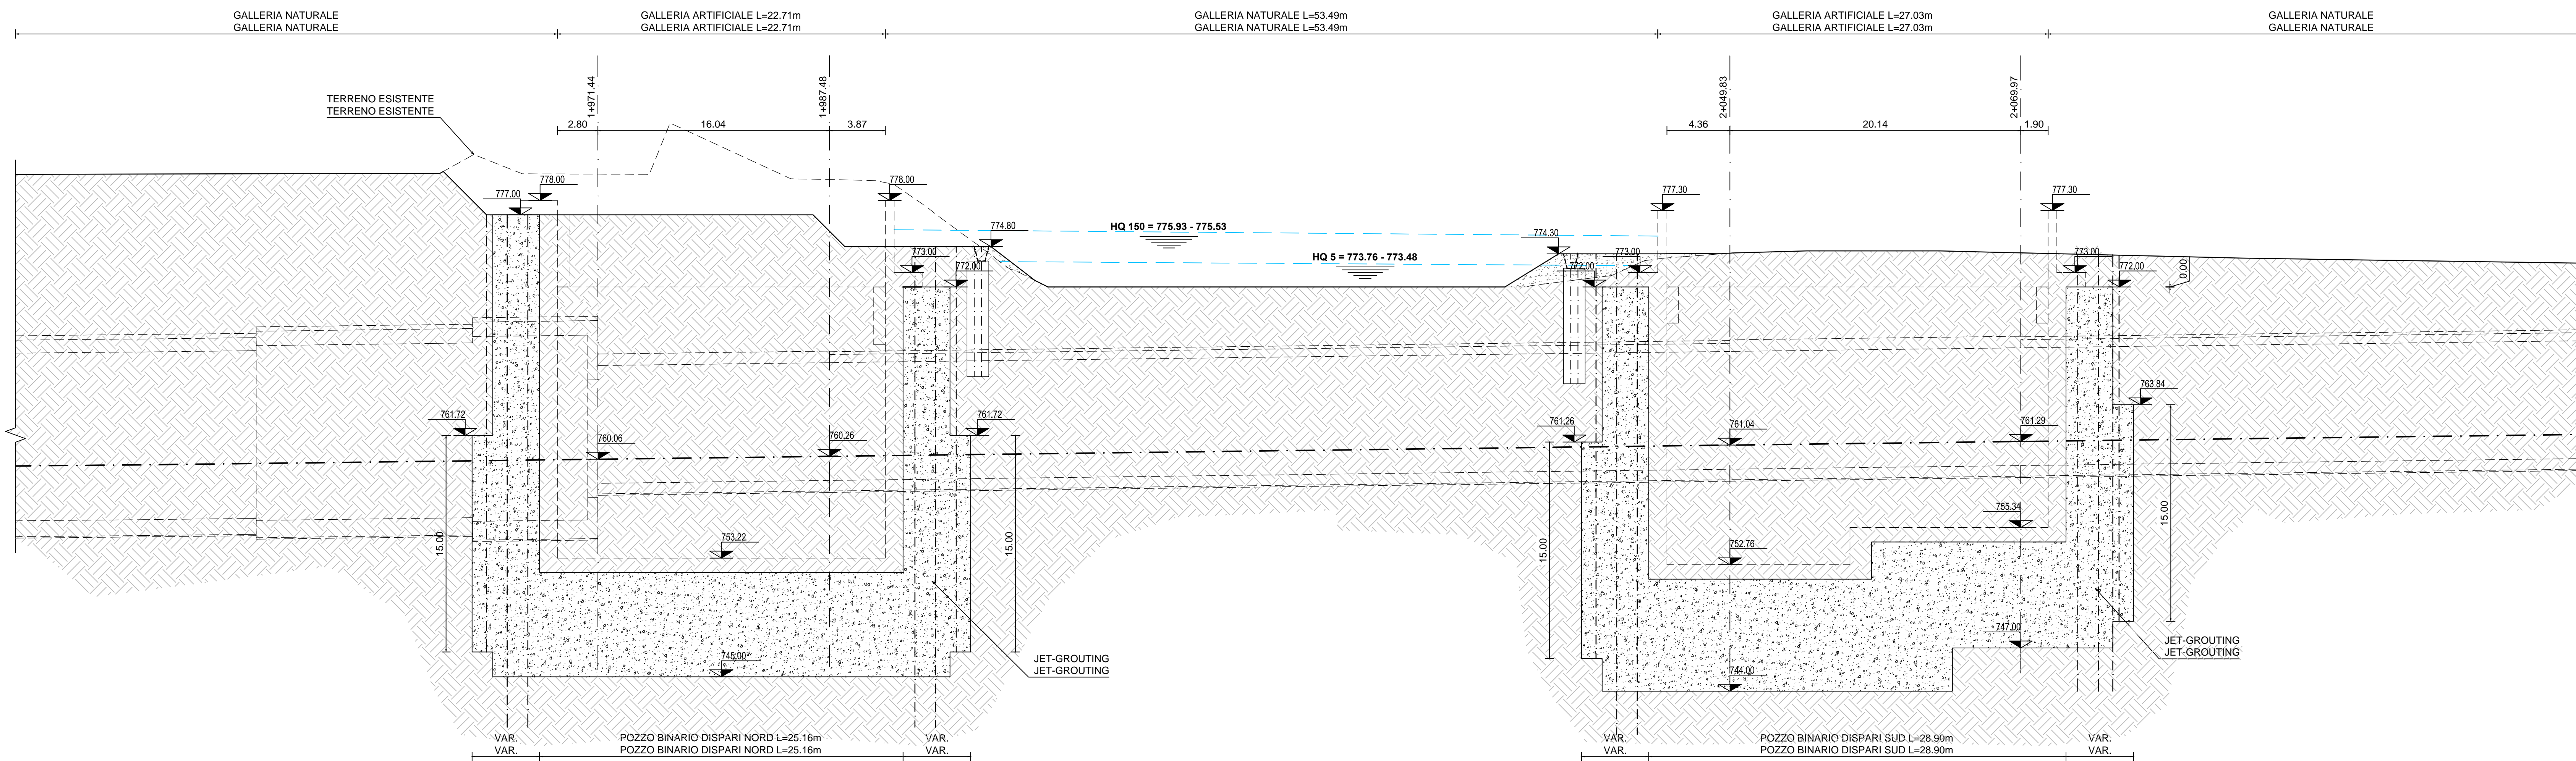 GALLERIA NATURALE
GALLERIA NATURALE
GALLERIA ARTIFICIALE L=22.71m
GALLERIA ARTIFICIALE L=22.71m
GALLERIA NATURALE L=53.49m
GALLERIA NATURALE L=53.49m
GALLERIA ARTIFICIALE L=27.03m
GALLERIA ARTIFICIALE L=27.03m
GALLERIA NATURALE
GALLERIA NATURALE
1+971.44
1+987.48
2+049.83
2+069.97
TERRENO ESISTENTE
TERRENO ESISTENTE
2.80
16.04
3.87
4.36
20.14
1.90
777.00
778.00
778.00
777.30
777.30
774.80
HQ 150 = 775.93 - 775.53
774.30
773.00
772.00
HQ 5 = 773.76 - 773.48
772.00
773.00
773.00
772.00
0.00
761.72
760.06
760.26
761.72
761.26
761.04
761.29
763.84
15.00
753.22
15.00
15.00
752.76
755.34
15.00
745.00
JET-GROUTING
JET-GROUTING
744.00
747.00
JET-GROUTING
JET-GROUTING
VAR.
VAR.
POZZO BINARIO DISPARI NORD L=25.16m
POZZO BINARIO DISPARI NORD L=25.16m
VAR.
VAR.
VAR.
VAR.
POZZO BINARIO DISPARI SUD L=28.90m
POZZO BINARIO DISPARI SUD L=28.90m
VAR.
VAR.